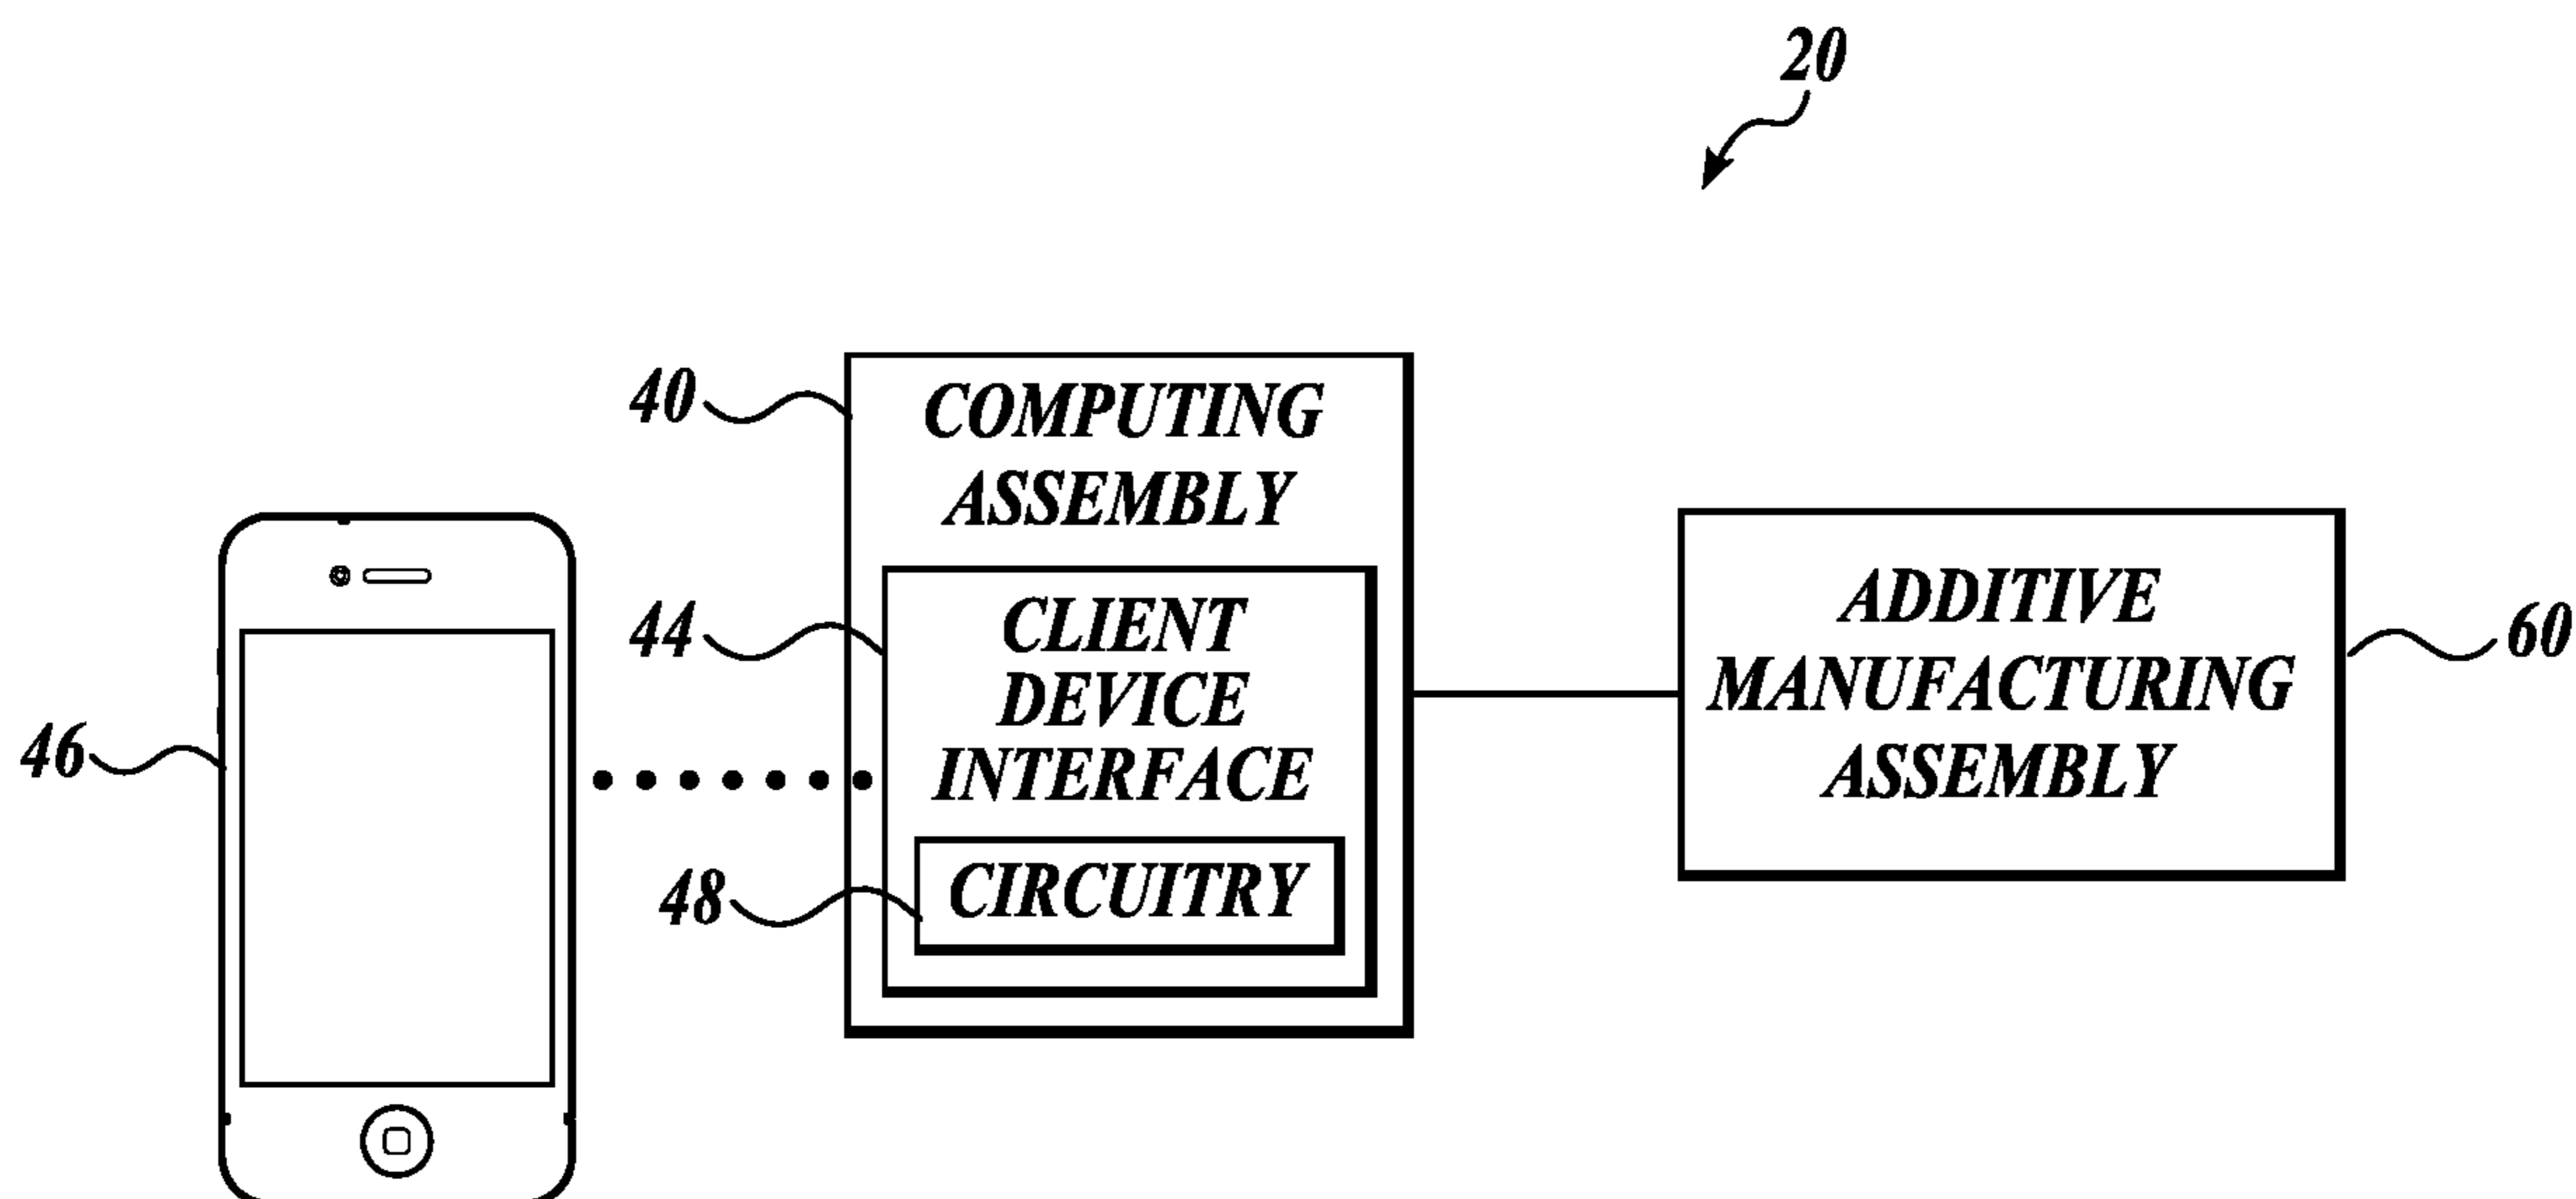 20
40
COMPUTING
ASSEMBLY
44
CLIENT
DEVICE
INTERFACE
46
48
CIRCUITRY
ADDITIVE
MANUFACTURING
ASSEMBLY
60